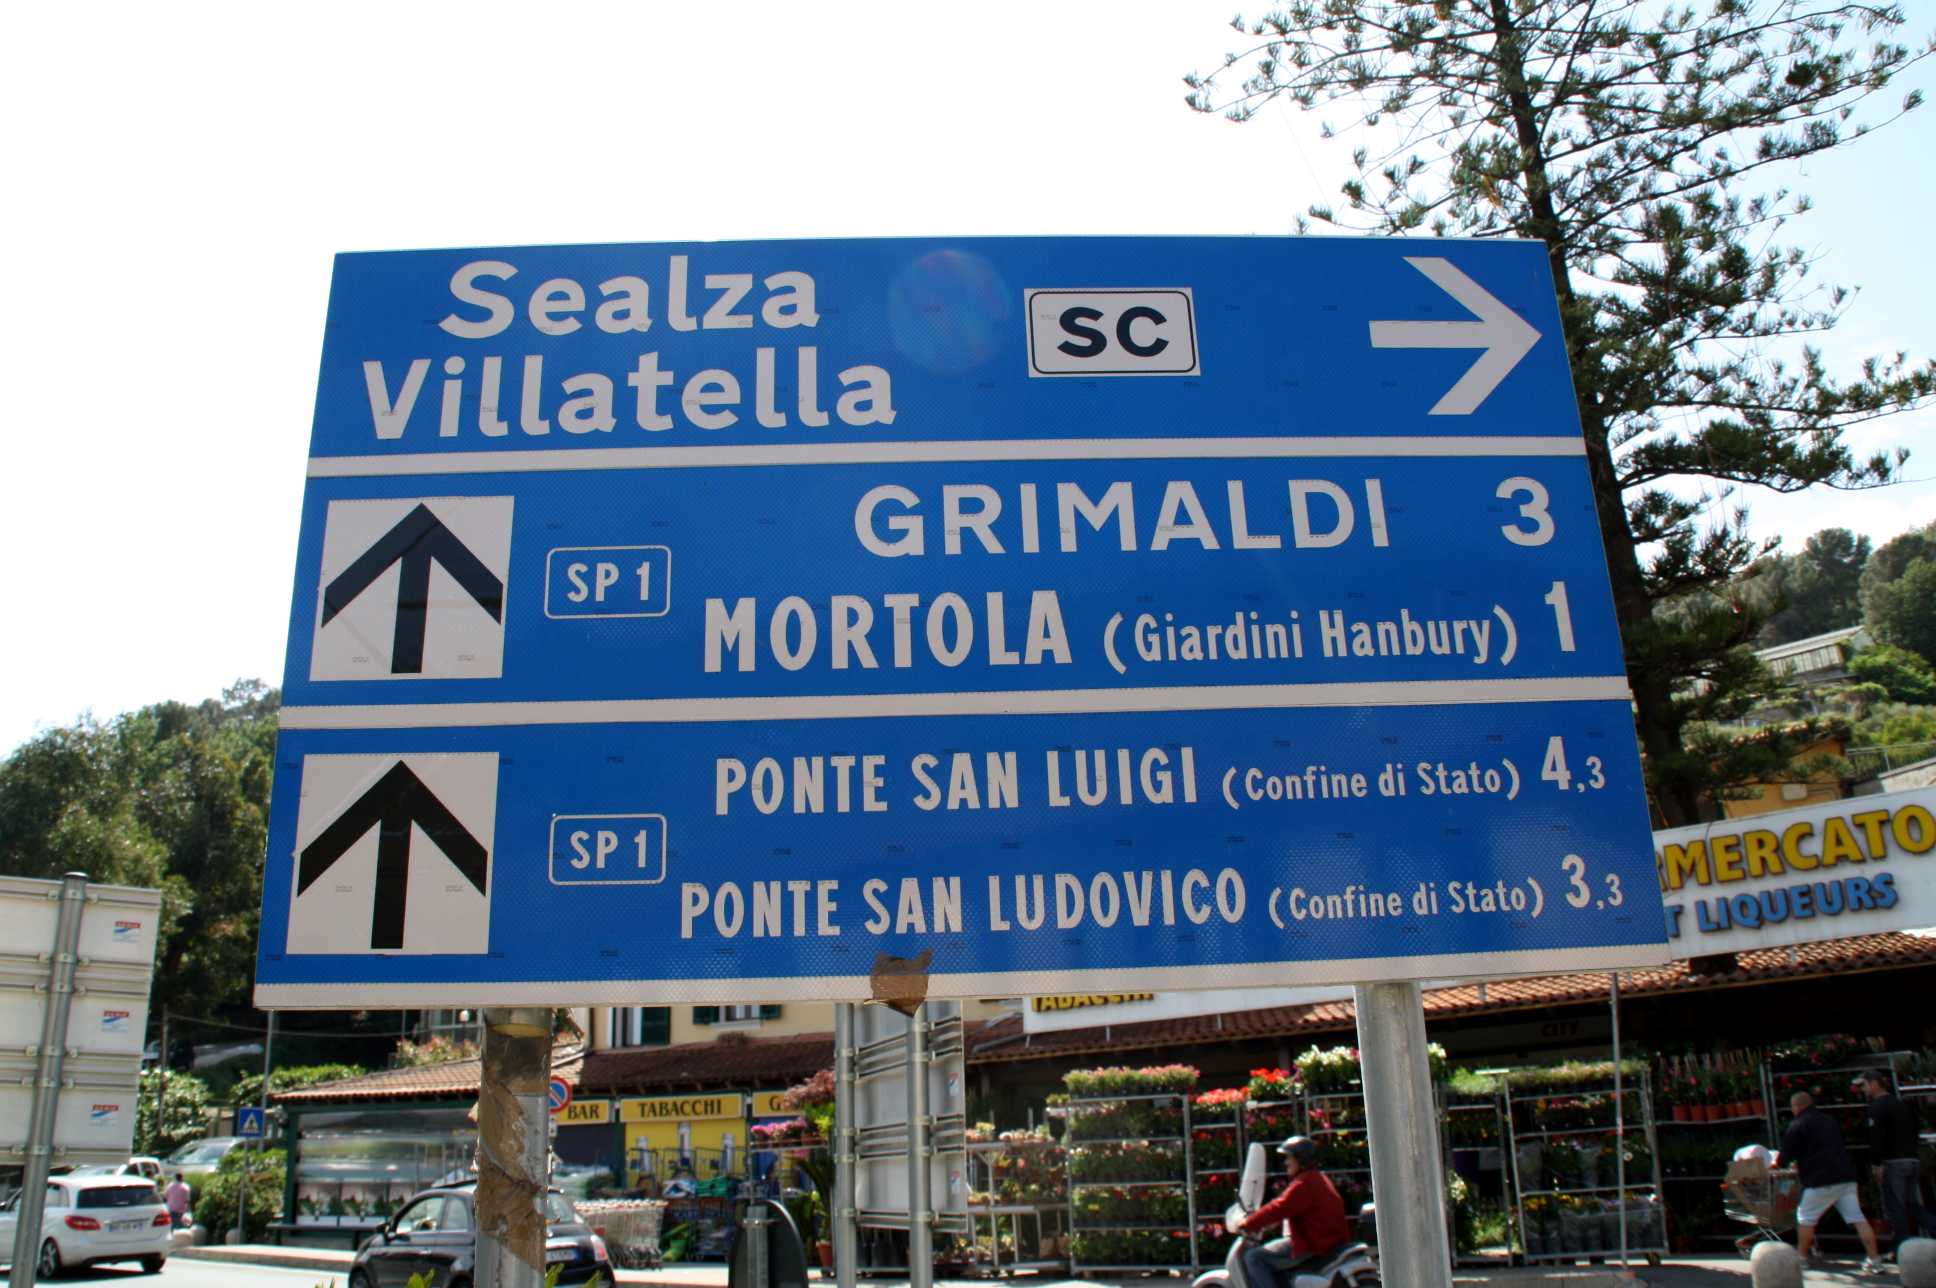 Sealza
Villatella
SC
SP 1
GRIMALDI 3
MORTOLA (Giardini Hanbury) 1
SP 1
PONTE SAN LUIGI (Confine di Stato) 4,3
PONTE SAN LUDOVICO (Confine di Stato) 3,3
LIQUEURS
TABACCHI
BAR
TABACCHI